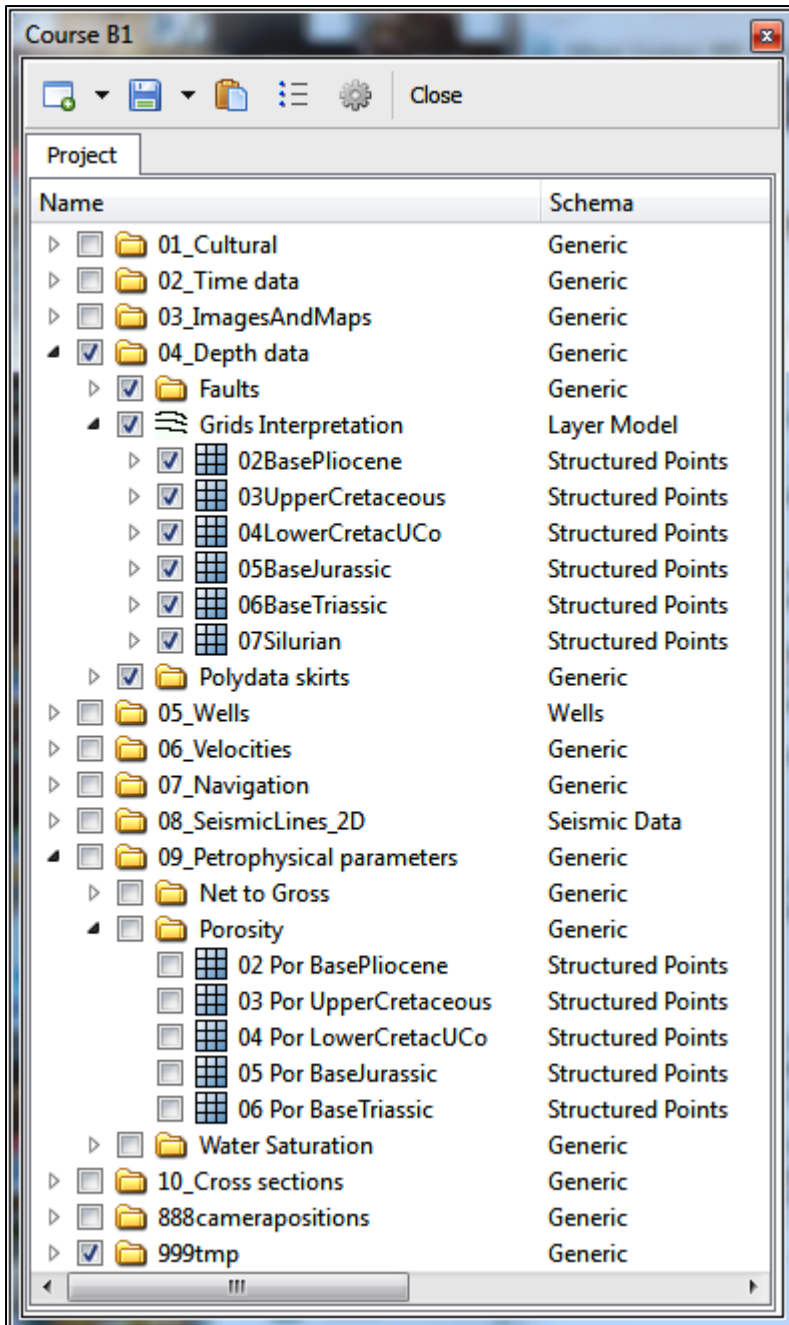 Course B1
Close
Project
Name Schema
01_Cultural Generic
02_Time data Generic
03_ImagesAndMaps Generic
04_Depth data Generic
Faults Generic
Grids Interpretation Layer Model
02BasePliocene Structured Points
03UpperCretaceous Structured Points
04LowerCretacUCo Structured Points
05BaseJurassic Structured Points
06BaseTriassic Structured Points
07Silurian Structured Points
Polydata skirts Generic
05_Wells Wells
06_Velocities Generic
07_Navigation Generic
08_SeismicLines_2D Seismic Data
09_Petrophysical parameters Generic
Net to Gross Generic
Porosity Generic
02 Por BasePliocene Structured Points
03 Por UpperCretaceous Structured Points
04 Por LowerCretacUCo Structured Points
05 Por BaseJurassic Structured Points
06 Por BaseTriassic Structured Points
Water Saturation Generic
10_Cross sections Generic
888camerapositions Generic
999tmp Generic